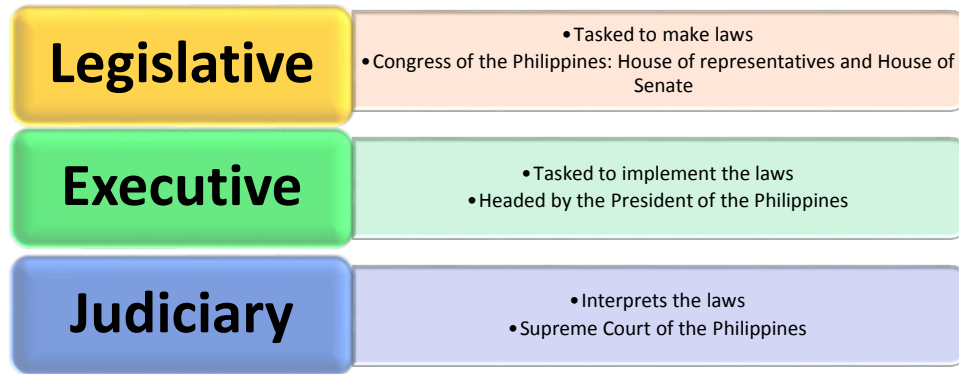 Legislative
•Tasked to make laws
•Congress of the Philippines: House of representatives and House of
Senate
Executive
•Tasked to implement the laws
•Headed by the President of the Philippines
Judiciary
•Interprets the laws
•Supreme Court of the Philippines